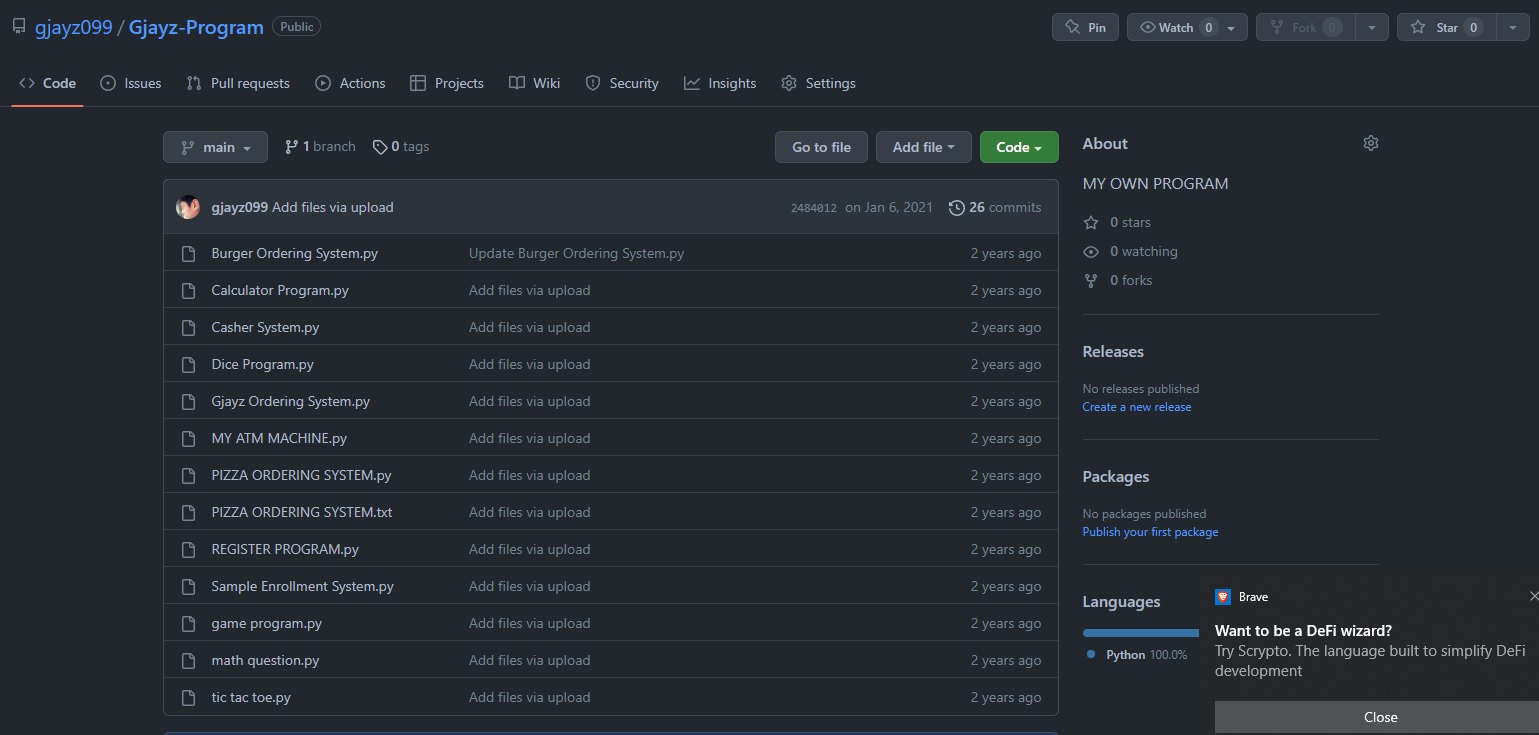 gjayz099 / Gjayz-Program Public Pin Watch 0 Fork 0 Star 0
Code Issues Pull requests Actions Projects Wiki Insights Security Settings
main 1 branch 0 tags Go to file Add file Code
gjayz099 Add files via upload 2484012 on Jan 6, 2021 26 commits
Burger Ordering System.py Update Burger Ordering System.py 2 years ago
Calculator Program.py Add files via upload 2 years ago
Casher System.py Add files via upload 2 years ago
Dice Program.py Add files via upload 2 years ago
Gjayz Ordering System.py Add files via upload 2 years ago
MY ATM MACHINE.py Add files via upload 2 years ago
PIZZA ORDERING SYSTEM.py Add files via upload 2 years ago
PIZZA ORDERING SYSTEM.txt Add files via upload 2 years ago
REGISTER PROGRAM.py Add files via upload 2 years ago
Sample Enrollment System.py Add files via upload 2 years ago
game program.py Add files via upload 2 years ago
math question.py Add files via upload 2 years ago
tic tac toe.py Add files via upload 2 years ago
About
MY OWN PROGRAM
0 stars
0 watching
0 forks
Releases
No releases published
Create a new release
Packages
No packages published
Publish your first package
Languages
Python 100.0%
Brave
Want to be a DeFi wizard?
Try Scrypto. The language built to simplify DeFi
development
Close